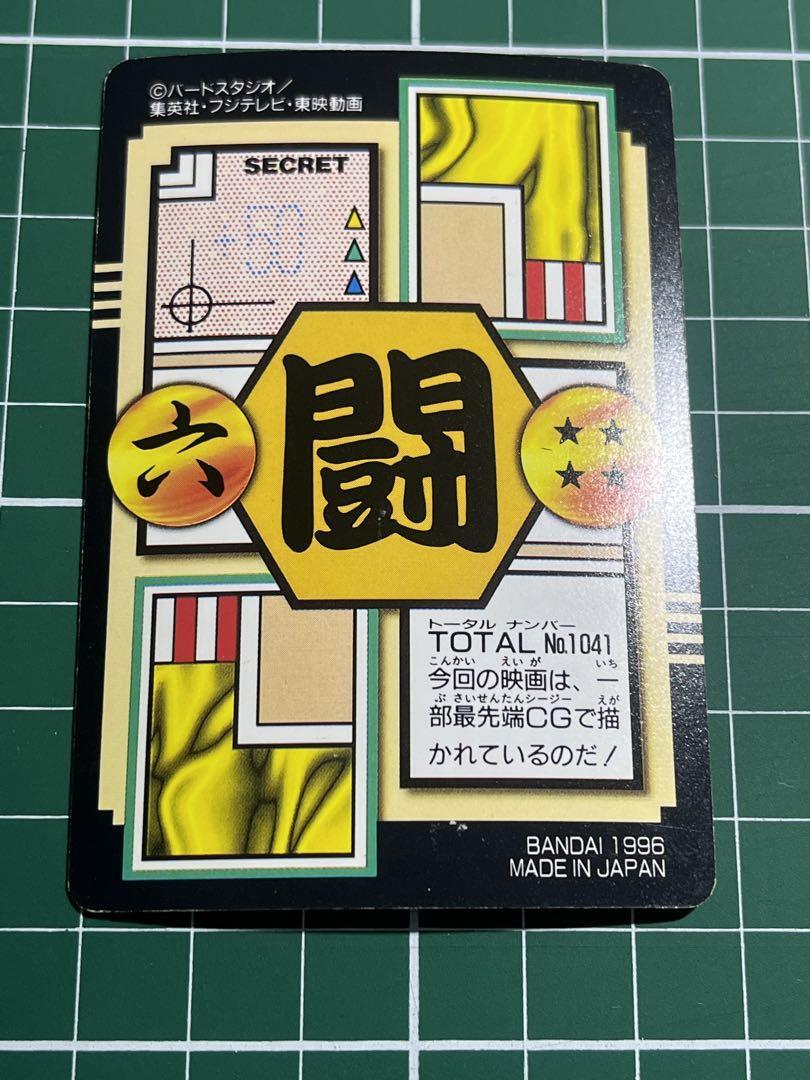 ©バードスタジオ／
集英社・フジテレビ・東映動画
SECRET
+50
六
闘
トータル ナンバー
TOTAL No.1041
こんかい えいが いち
今回の映画は、一
ぶ さいせんたんシージー えが
部最先端CGで描
かれているのだ！
BANDAI 1996
MADE IN JAPAN